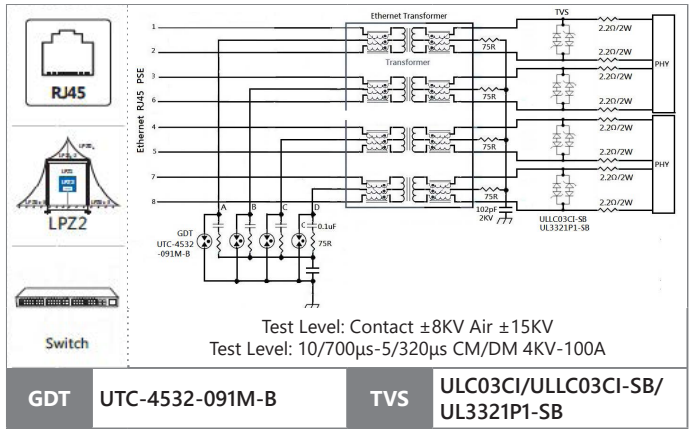 Ethernet Transformer
TVS
1
2.2Ω/2W
75R
PHY
2
Transformer
2.2Ω/2W
3
2.2Ω/2W
RJ45
75R
Ethernet RJ45 PSE
6
2.2Ω/2W
4
2.2Ω/2W
75R
5
2.2Ω/2W
PHY
LPZ2
7
2.2Ω/2W
75R
8
2.2Ω/2W
A B C D
102pF
2KV
ULLC03CI-SB
UL3321P1-SB
GDT
UTC-4532
-091M-B
C
0.1uF
75R
Switch
Test Level: Contact ±8KV Air ±15KV
Test Level: 10/700μs-5/320μs CM/DM 4KV-100A
GDT UTC-4532-091M-B TVS ULC03CI/ULLC03CI-SB/
UL3321P1-SB